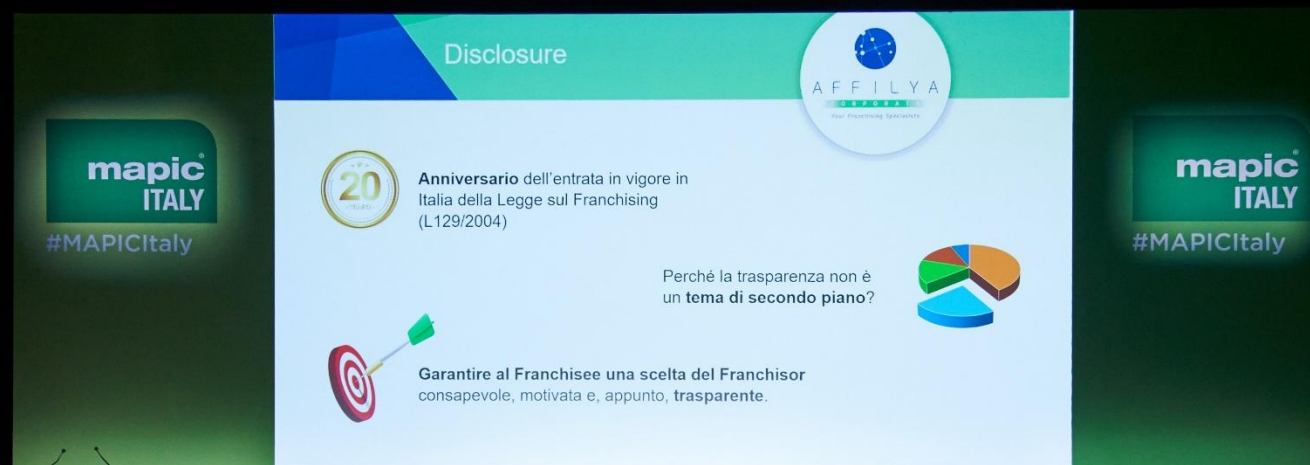 Disclosure
AFFILYA
CORPORATE
Your Franchising Specialists
mapic®
ITALY
#MAPICItaly
20
Anniversario dell'entrata in vigore in
Italia della Legge sul Franchising
(L129/2004)
Perché la trasparenza non è
un tema di secondo piano?
Garantire al Franchisee una scelta del Franchisor
consapevole, motivata e, appunto, trasparente.
mapic®
ITALY
#MAPICItaly